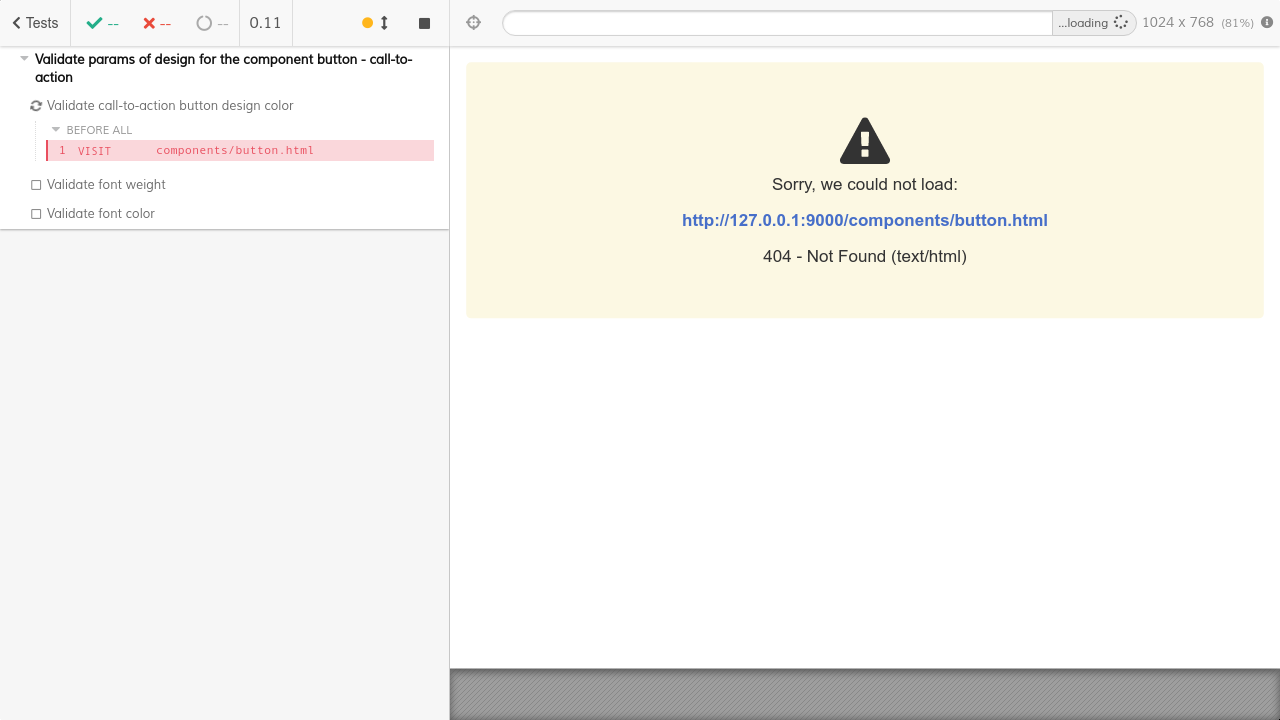 Tests -- -- -- 0.11
...loading 1024 x 768 (81%)
Validate params of design for the component button - call-to-
action
Validate call-to-action button design color
BEFORE ALL
1 VISIT components/button.html
Validate font weight
Validate font color
Sorry, we could not load:
http://127.0.0.1:9000/components/button.html
404 - Not Found (text/html)